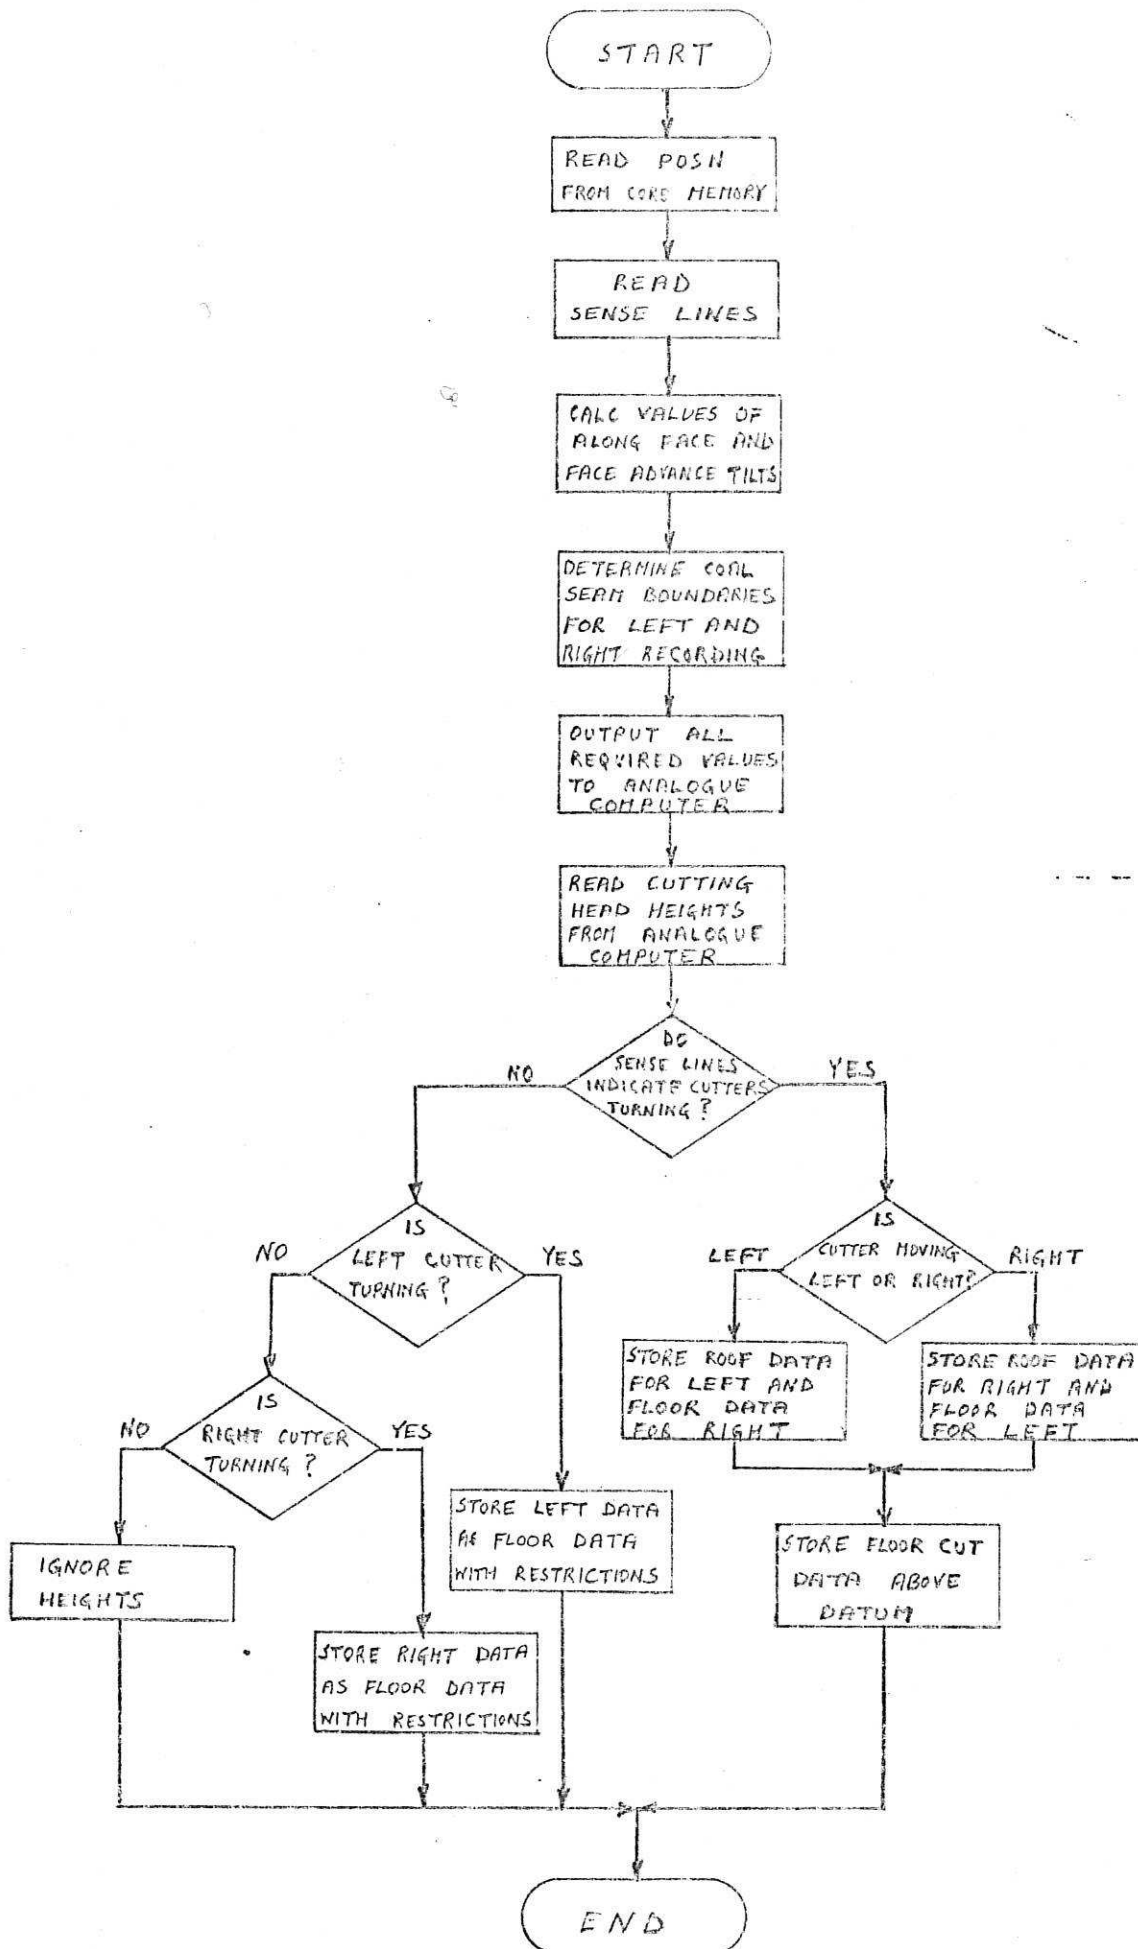 START
READ POSN
FROM CORE MEMORY
READ
SENSE LINES
CALC VALUES OF
ALONG FACE AND
FACE ADVANCE TILTS
DETERMINE COAL
SEAM BOUNDARIES
FOR LEFT AND
RIGHT RECORDING
OUTPUT ALL
REQUIRED VALUES
TO ANALOGUE
COMPUTER
READ CUTTING
HEAD HEIGHTS
FROM ANALOGUE
COMPUTER
DO
SENSE LINES
INDICATE CUTTERS
TURNING?
NO
YES
IS
LEFT CUTTER
TURNING?
NO
YES
IS
CUTTER MOVING
LEFT OR RIGHT?
LEFT
RIGHT
STORE ROOF DATA
FOR LEFT AND
FLOOR DATA
FOR RIGHT
STORE ROOF DATA
FOR RIGHT AND
FLOOR DATA
FOR LEFT
IS
RIGHT CUTTER
TURNING?
NO
YES
STORE LEFT DATA
AS FLOOR DATA
WITH RESTRICTIONS
STORE FLOOR CUT
DATA ABOVE
DATUM
IGNORE
HEIGHTS
STORE RIGHT DATA
AS FLOOR DATA
WITH RESTRICTIONS
END